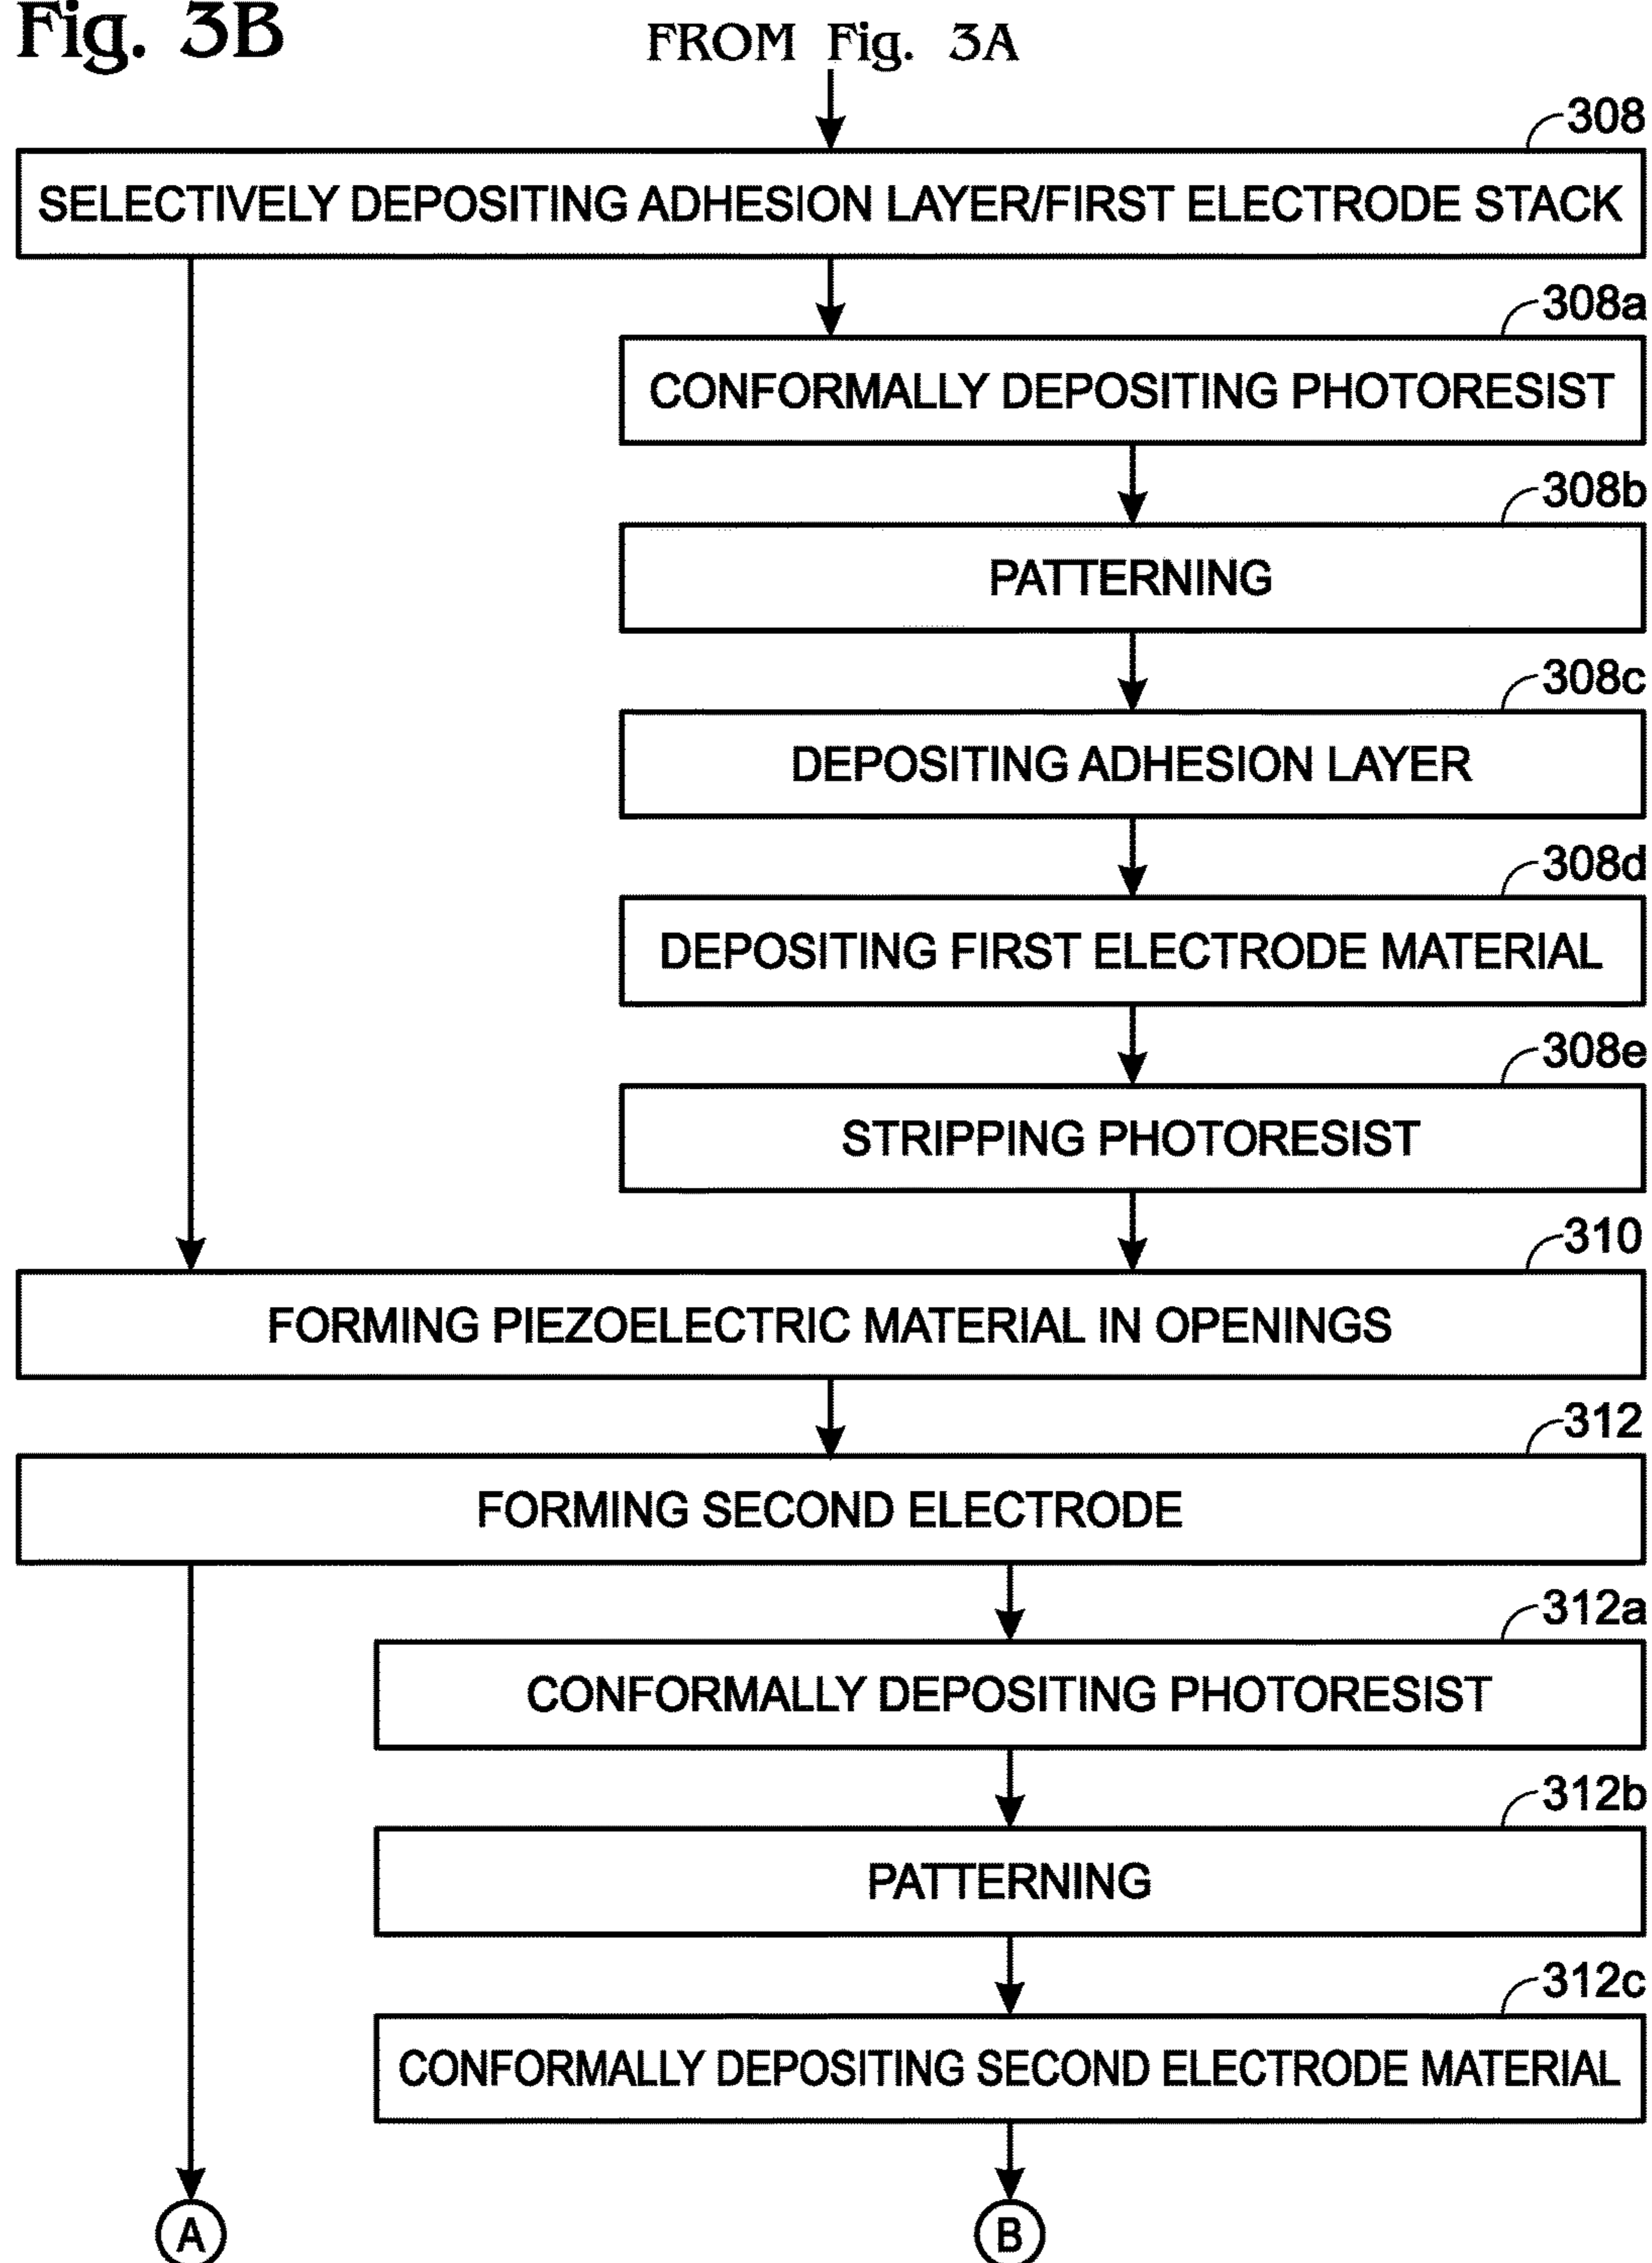 Fig. 3B
FROM Fig. 3A
308
SELECTIVELY DEPOSITING ADHESION LAYER/FIRST ELECTRODE STACK
308a
CONFORMALLY DEPOSITING PHOTORESIST
308b
PATTERNING
308c
DEPOSITING ADHESION LAYER
308d
DEPOSITING FIRST ELECTRODE MATERIAL
308e
STRIPPING PHOTORESIST
310
FORMING PIEZOELECTRIC MATERIAL IN OPENINGS
312
FORMING SECOND ELECTRODE
312a
CONFORMALLY DEPOSITING PHOTORESIST
312b
PATTERNING
312c
CONFORMALLY DEPOSITING SECOND ELECTRODE MATERIAL
A
B